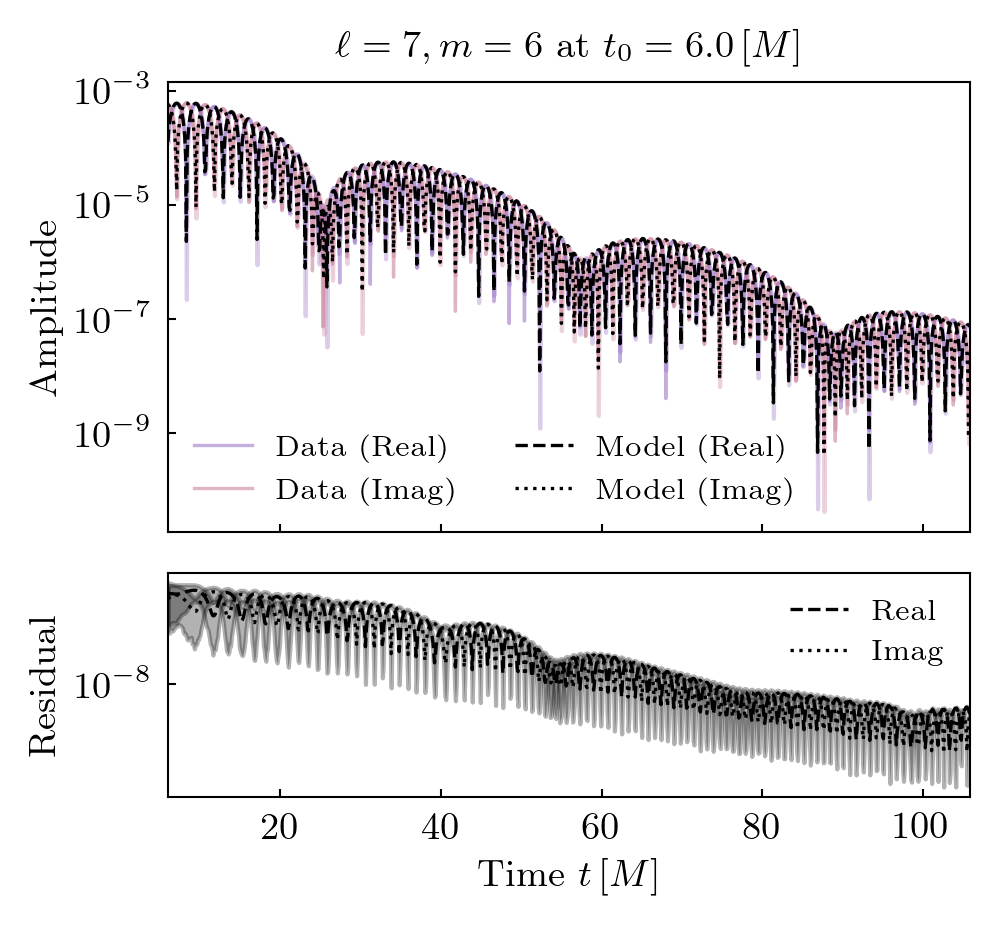 ℓ = 7, m = 6 at t₀ = 6.0 [M]
10⁻³
10⁻⁵
10⁻⁷
10⁻⁹
Amplitude
Data (Real)
Data (Imag)
Model (Real)
Model (Imag)
Real
Imag
10⁻⁸
Residual
20 40 60 80 100
Time t [M]